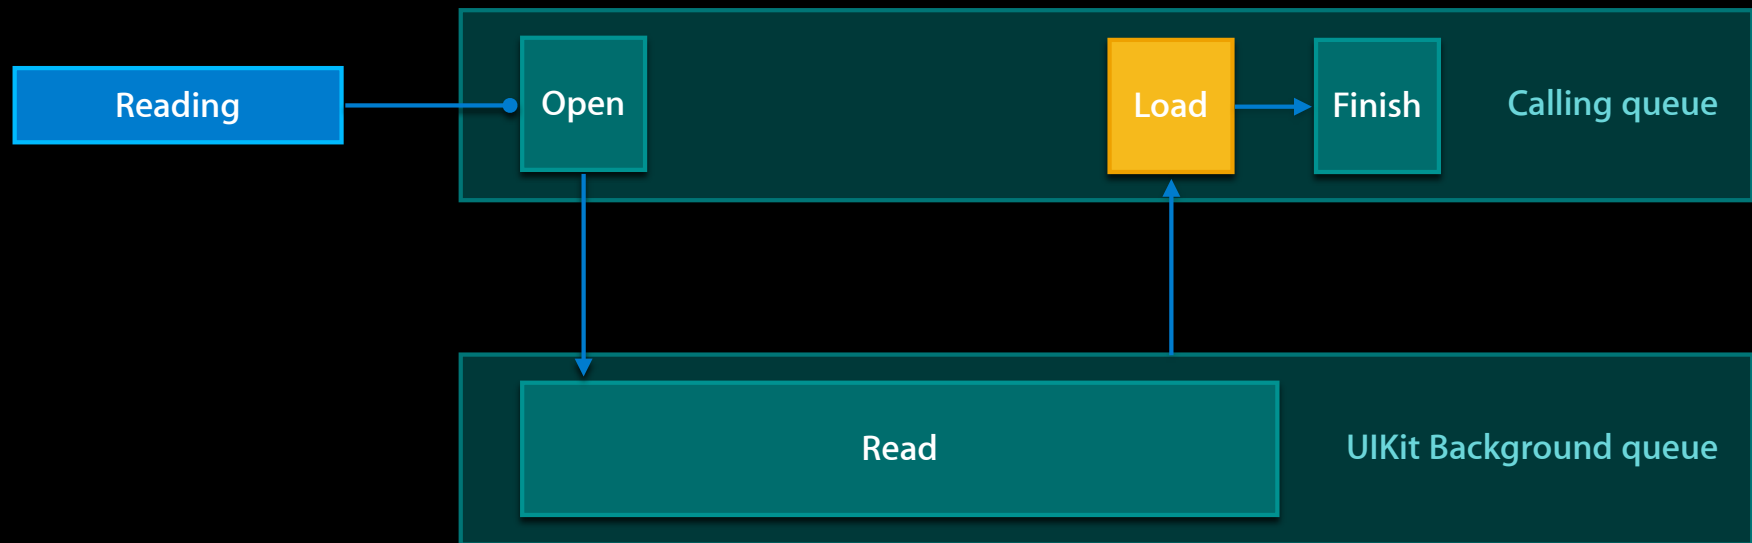 Reading
Open
Load
Finish
Calling queue
Read
UIKit Background queue